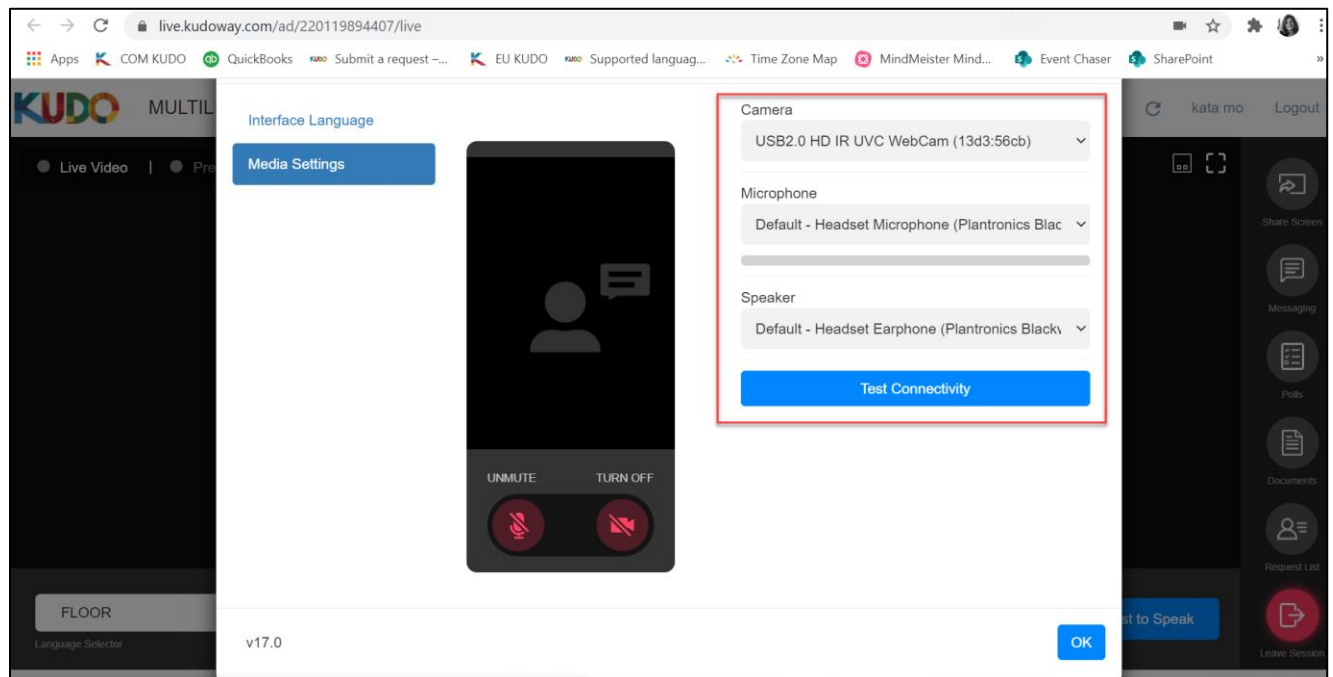 live.kudoway.com/ad/220119894407/live
Apps COM KUDO QuickBooks KUDO Submit a request –... EU KUDO KUDO Supported languag... Time Zone Map MindMeister Mind... Event Chaser SharePoint »
KUDO MULTIL
kata mo Logout
Live Video | Pre
Interface Language
Media Settings
UNMUTE TURN OFF
Camera
USB2.0 HD IR UVC WebCam (13d3:56cb)
Microphone
Default - Headset Microphone (Plantronics Blac
Speaker
Default - Headset Earphone (Plantronics Blackw
Test Connectivity
Share Screen
Messaging
Polls
Documents
Request List
Leave Session
FLOOR
Language Selector
st to Speak
v17.0
OK